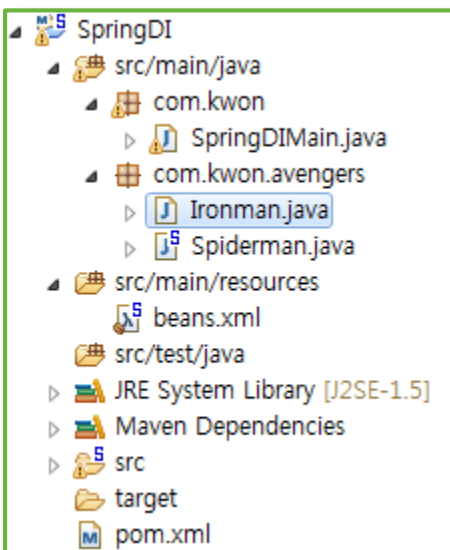 SpringDI
src/main/java
com.kwon
SpringDIMain.java
com.kwon.avengers
Ironman.java
Spiderman.java
src/main/resources
beans.xml
src/test/java
JRE System Library [J2SE-1.5]
Maven Dependencies
src
target
pom.xml